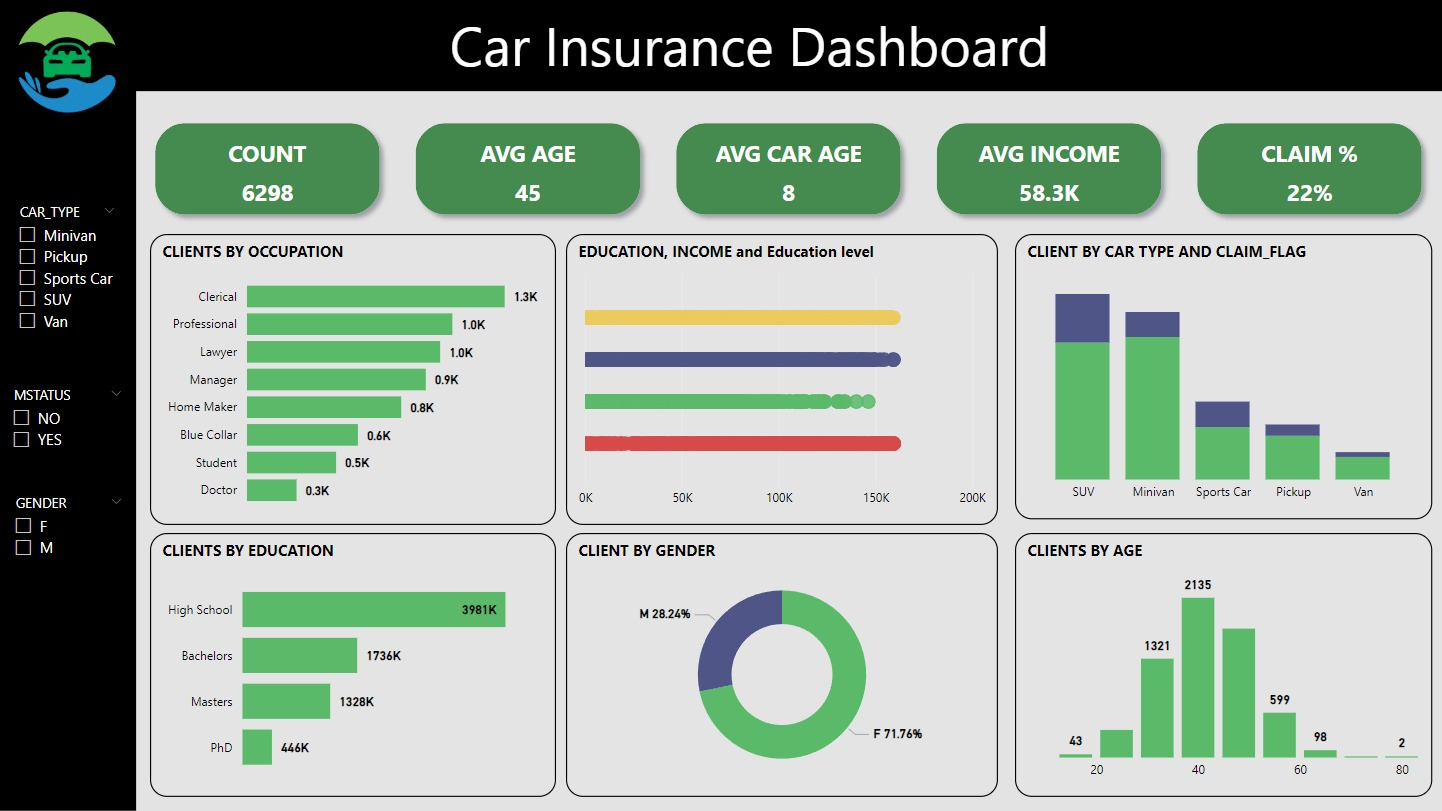 Car Insurance Dashboard
COUNT
6298
AVG AGE
45
AVG CAR AGE
8
AVG INCOME
58.3K
CLAIM %
22%
CAR_TYPE
Minivan
Pickup
Sports Car
SUV
Van
MSTATUS
NO
YES
GENDER
F
M
CLIENTS BY OCCUPATION
Clerical 1.3K
Professional 1.0K
Lawyer 1.0K
Manager 0.9K
Home Maker 0.8K
Blue Collar 0.6K
Student 0.5K
Doctor 0.3K
EDUCATION, INCOME and Education level
0K 50K 100K 150K 200K
CLIENT BY CAR TYPE AND CLAIM_FLAG
SUV Minivan Sports Car Pickup Van
CLIENTS BY EDUCATION
High School 3981K
Bachelors 1736K
Masters 1328K
PhD 446K
CLIENT BY GENDER
M 28.24%
F 71.76%
CLIENTS BY AGE
2135
1321
599
98
43
2
20 40 60 80